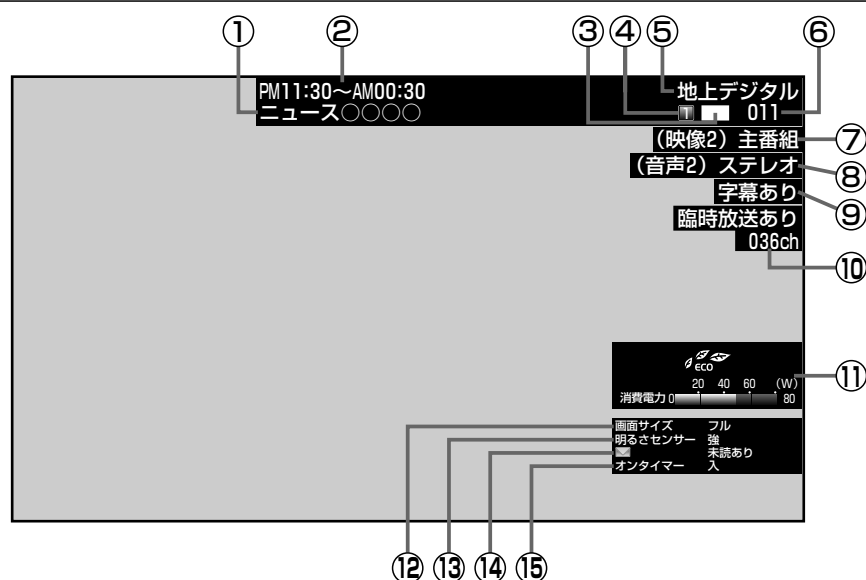 ① ② ③ ④ ⑤ ⑥
PM11:30～AM00:30
ニュース○○○○
地上デジタル
T 011
（映像2）主番組 ⑦
（音声2）ステレオ ⑧
字幕あり ⑨
臨時放送あり
036ch ⑩
ECO
20 40 60 （W） ⑪
消費電力 0 80
画面サイズ フル
明るさセンサー 強
未読あり
オンタイマー 入
⑫ ⑬ ⑭ ⑮